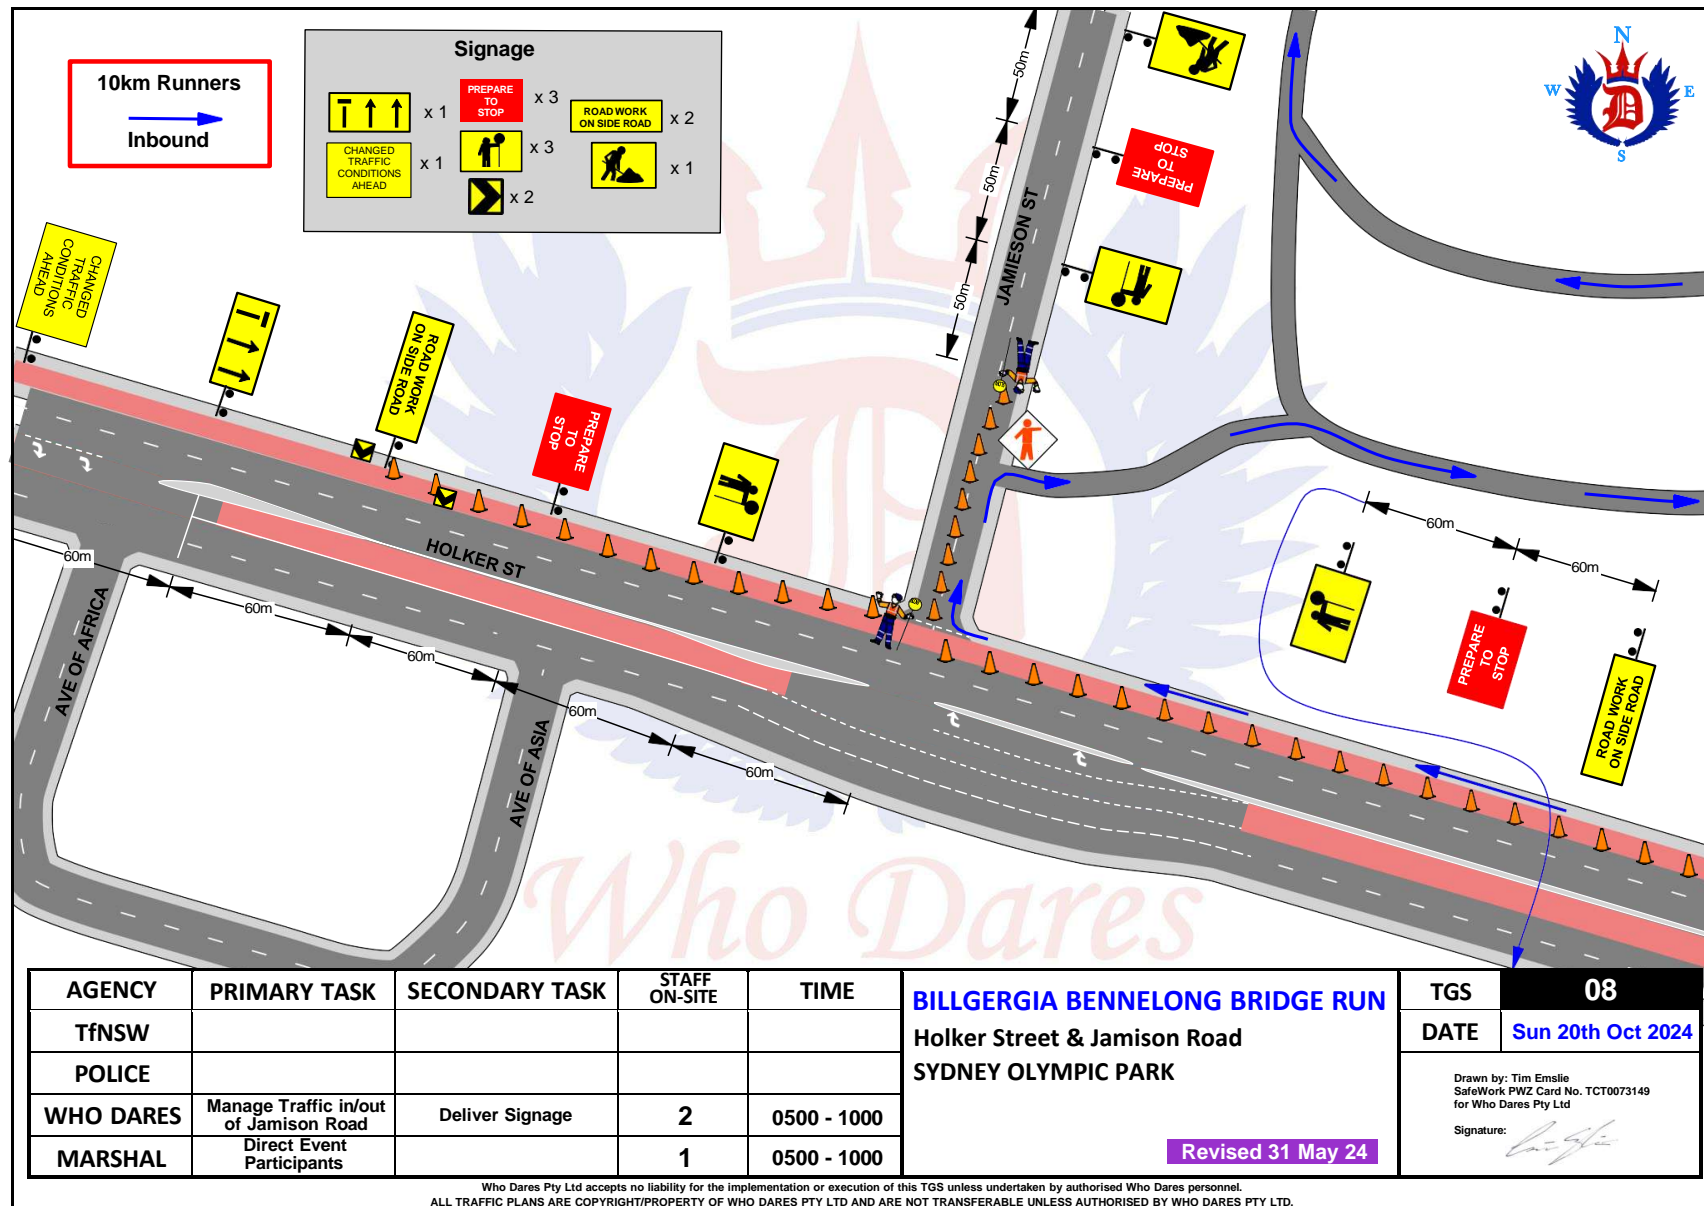 10km Runners
Inbound
Signage
x 1
PREPARE
TO
STOP
x 3
ROAD WORK
ON SIDE ROAD
x 2
CHANGED
TRAFFIC
CONDITIONS
AHEAD
x 1
x 3
x 1
x 2
N
W
E
S
D
50m
50m
50m
JAMIESON ST
PREPARE
TO
STOP
CHANGED
TRAFFIC
CONDITIONS
AHEAD
ROAD WORK
ON SIDE ROAD
PREPARE
TO
STOP
HOLKER ST
60m
60m
60m
60m
60m
AVE OF AFRICA
AVE OF ASIA
60m
60m
PREPARE
TO
STOP
ROAD WORK
ON SIDE ROAD
Who Dares
AGENCY PRIMARY TASK SECONDARY TASK STAFF ON-SITE TIME
TfNSW
POLICE
WHO DARES Manage Traffic in/out of Jamison Road Deliver Signage 2 0500 - 1000
MARSHAL Direct Event Participants 1 0500 - 1000
BILLGERGIA BENNELONG BRIDGE RUN
Holker Street & Jamison Road
SYDNEY OLYMPIC PARK
Revised 31 May 24
TGS 08
DATE Sun 20th Oct 2024
Drawn by: Tim Emslie
SafeWork PWZ Card No. TCT0073149
for Who Dares Pty Ltd
Signature:
Who Dares Pty Ltd accepts no liability for the implementation or execution of this TGS unless undertaken by authorised Who Dares personnel.
ALL TRAFFIC PLANS ARE COPYRIGHT/PROPERTY OF WHO DARES PTY LTD AND ARE NOT TRANSFERABLE UNLESS AUTHORISED BY WHO DARES PTY LTD.